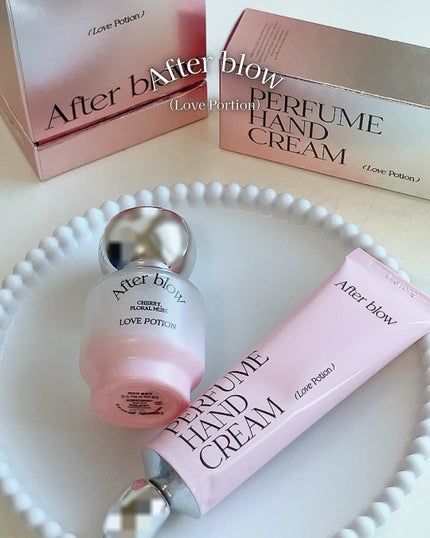 (Love Potion)
After blow
After blow
(Love Portion)
PERFUME
HAND
CREAM
(Love Potion)
After blow
CHERRY,
FLORAL MUSK
LOVE POTION
After blow
(Love Potion)
PERFUME
HAND
CREAM